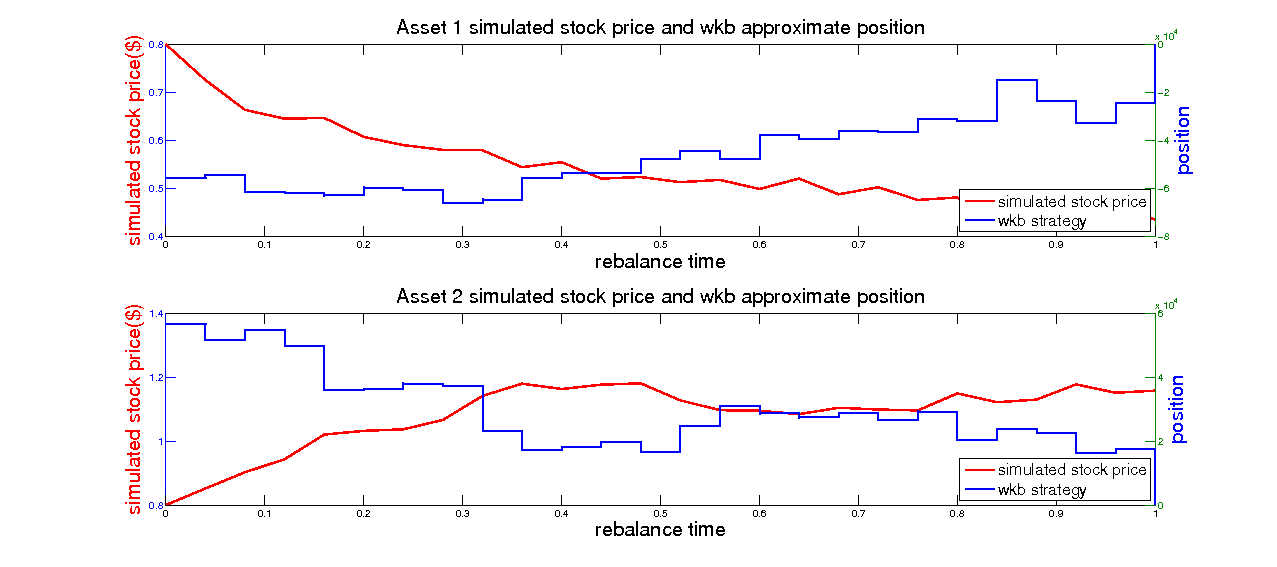 Asset 1 simulated stock price and wkb approximate position
x 10^4
simulated stock price($)
0.8
0.7
0.6
0.5
0.4
0
-2
-4
-6
-8
position
simulated stock price
wkb strategy
0 0.1 0.2 0.3 0.4 0.5 0.6 0.7 0.8 0.9 1
rebalance time
Asset 2 simulated stock price and wkb approximate position
x 10^4
simulated stock price($)
1.4
1.2
1
0.8
6
4
2
0
position
simulated stock price
wkb strategy
0 0.1 0.2 0.3 0.4 0.5 0.6 0.7 0.8 0.9 1
rebalance time